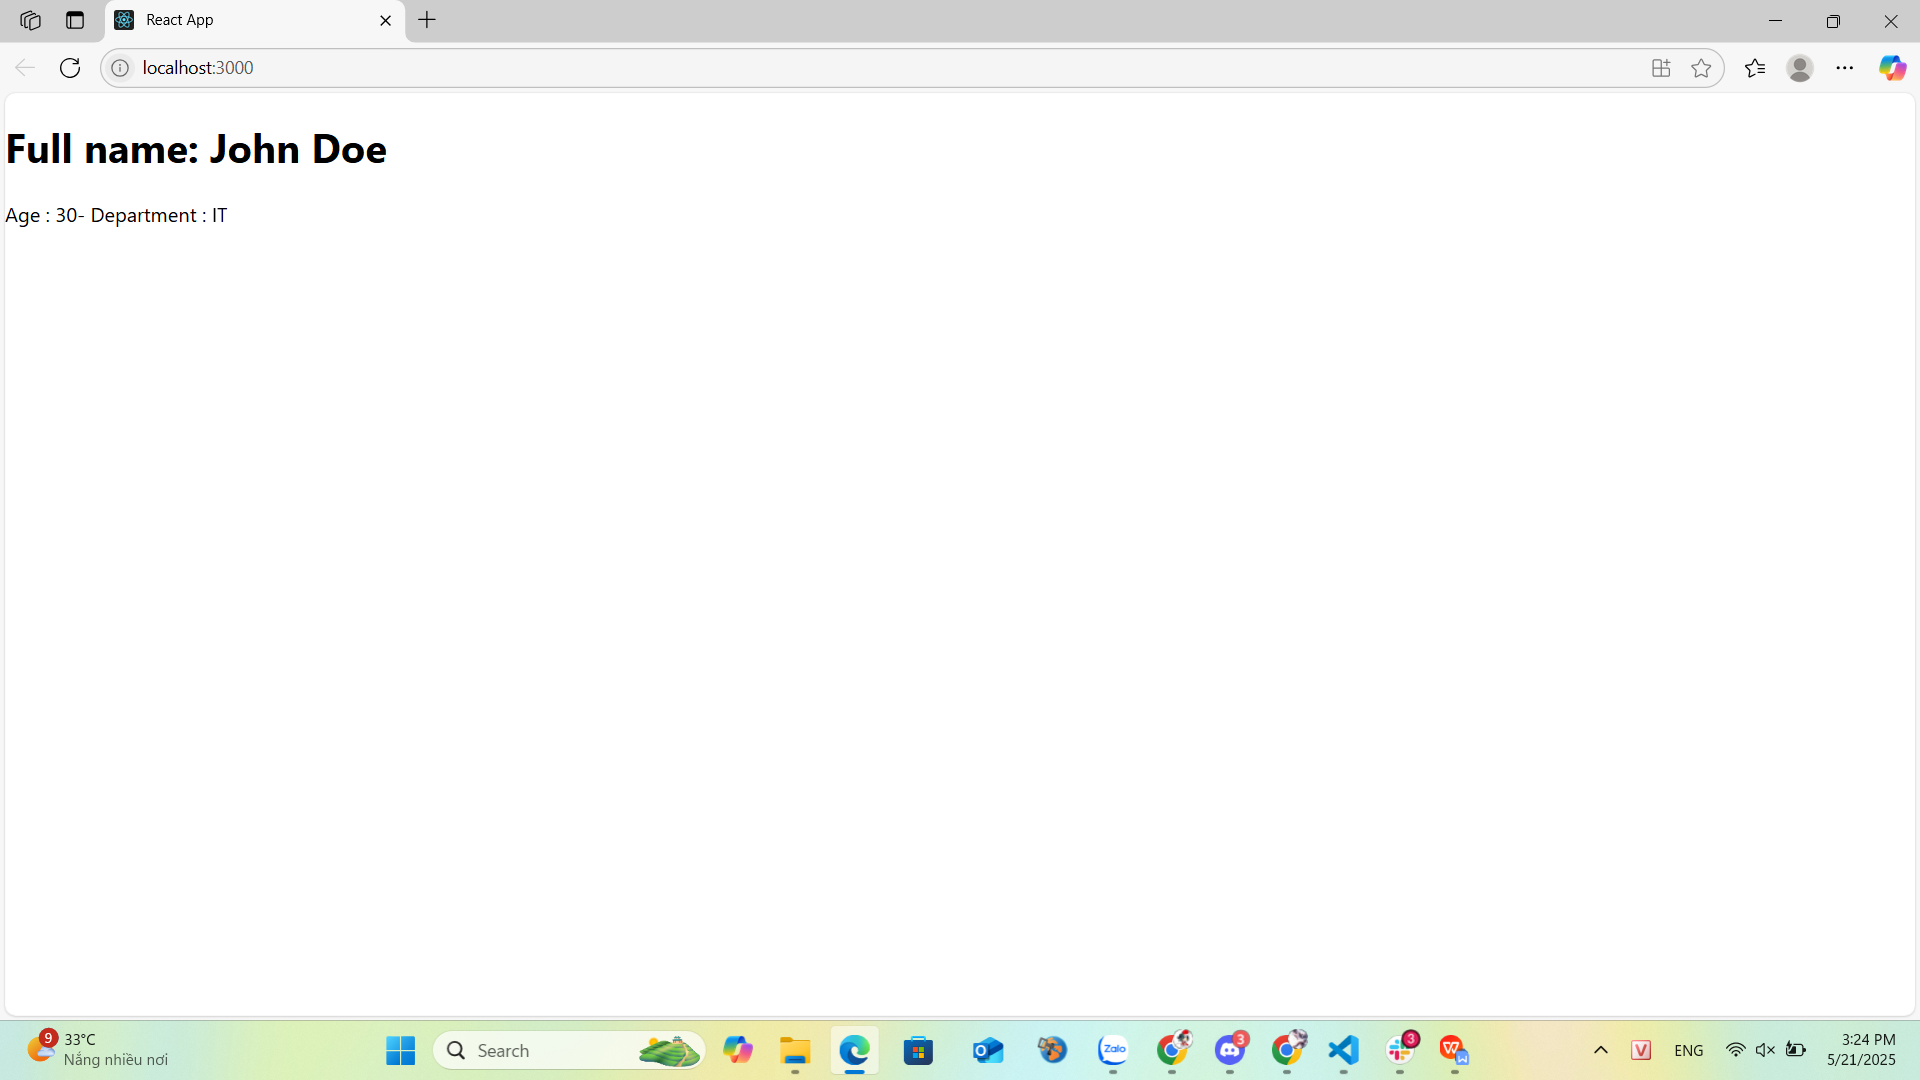 React App
localhost:3000
Full name: John Doe
Age : 30- Department : IT
9
33°C
Nắng nhiều nơi
Search
Zalo
3
3
V
ENG
3:24 PM
5/21/2025